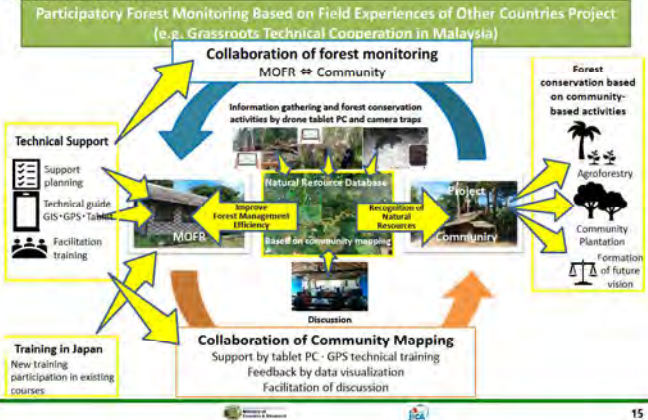 Participatory Forest Monitoring Based on Field Experiences of Other Countries Project
(e.g. Grassroots Technical Cooperation in Malaysia)
Collaboration of forest monitoring
MOFR ⇔ Community
Information gathering and forest conservation
activities by drone tablet PC and camera traps
Technical Support
Support
planning
Technical guide
GIS・GPS・Tablet
Facilitation
training
Training in Japan
New training
participation in existing
courses
MOFR
Improve
Forest Management
Efficiency
Natural Resource Database
Based on community mapping
Recognition of
Natural
Resources
Project
Community
Discussion
Collaboration of Community Mapping
Support by tablet PC・GPS technical training
Feedback by data visualization
Facilitation of discussion
Forest
conservation based
on community-
based activities
Agroforestry
Community
Plantation
Formation
of future
vision
Ministry of
JICA
15